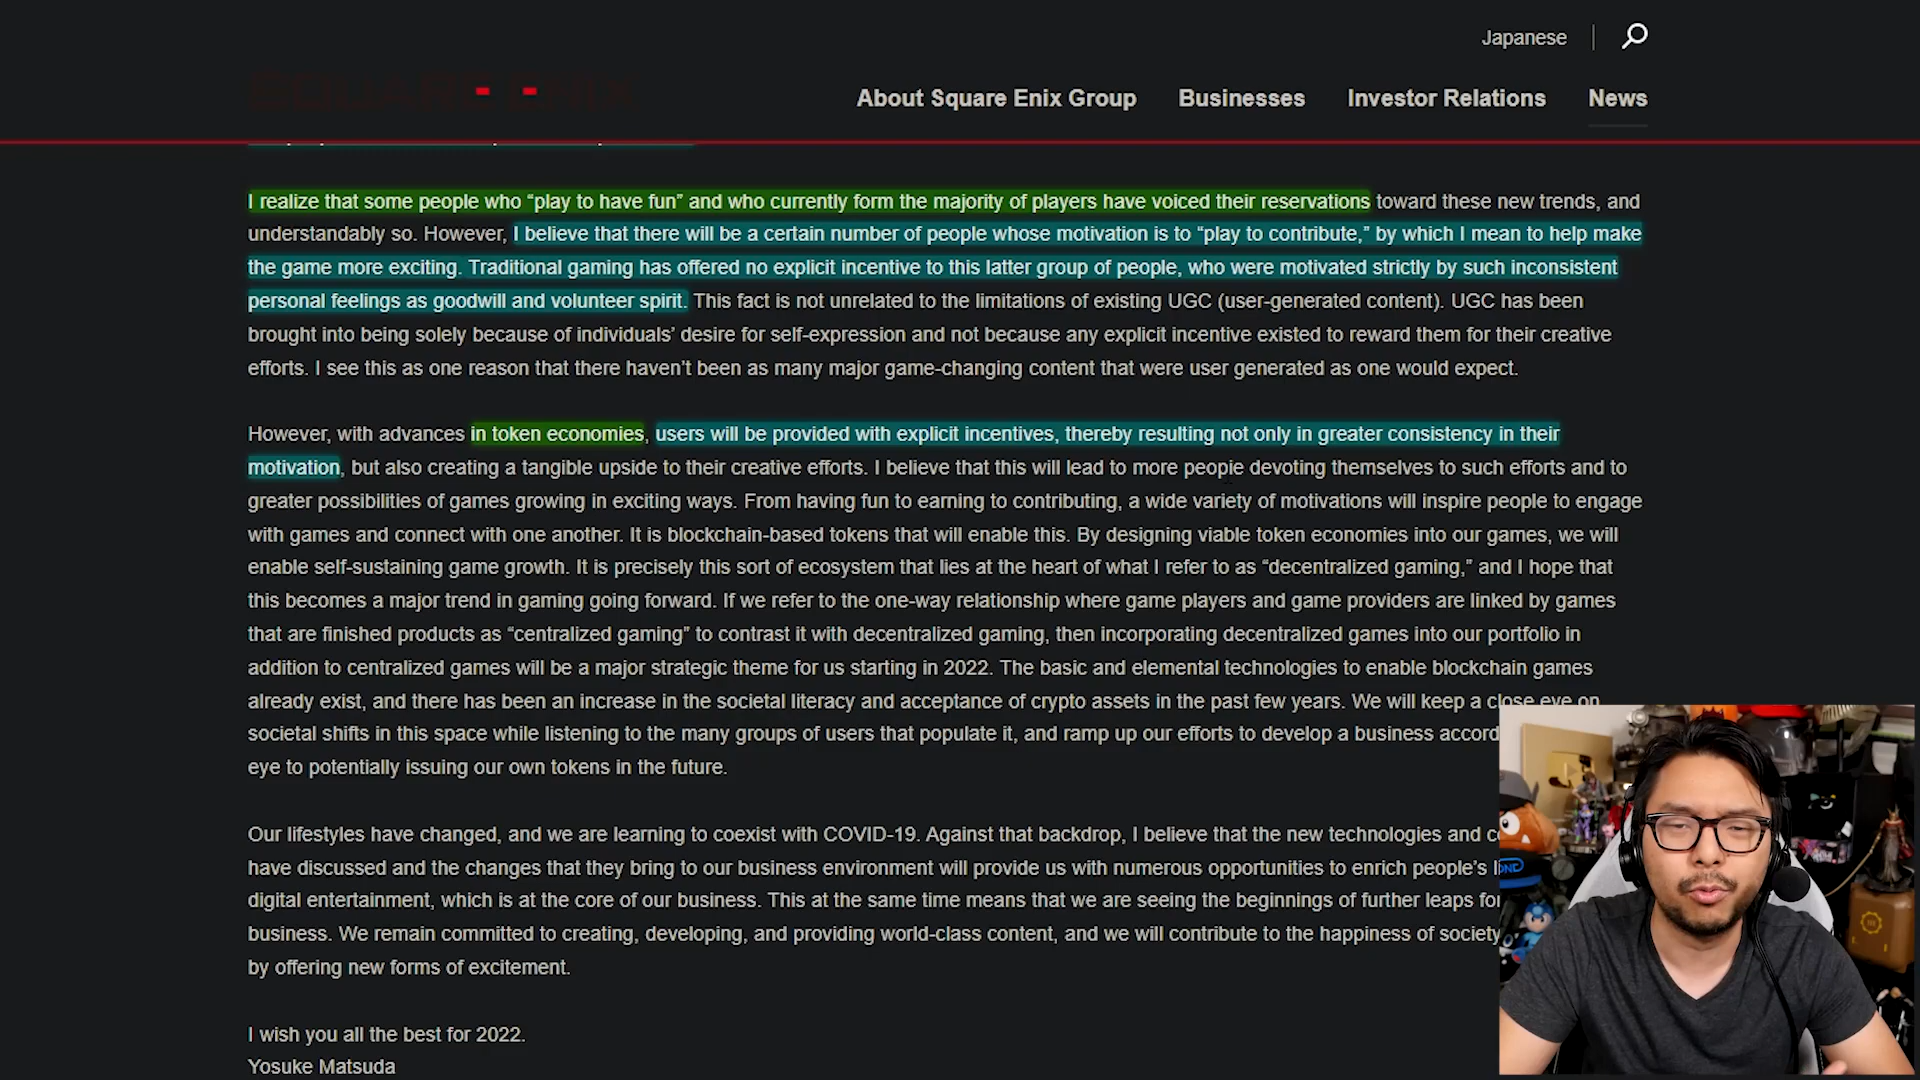 Japanese
SQUARE ENIX
About Square Enix Group Businesses Investor Relations News
I realize that some people who “play to have fun” and who currently form the majority of players have voiced their reservations toward these new trends, and
understandably so. However, I believe that there will be a certain number of people whose motivation is to “play to contribute,” by which I mean to help make
the game more exciting. Traditional gaming has offered no explicit incentive to this latter group of people, who were motivated strictly by such inconsistent
personal feelings as goodwill and volunteer spirit. This fact is not unrelated to the limitations of existing UGC (user-generated content). UGC has been
brought into being solely because of individuals’ desire for self-expression and not because any explicit incentive existed to reward them for their creative
efforts. I see this as one reason that there haven’t been as many major game-changing content that were user generated as one would expect.
However, with advances in token economies, users will be provided with explicit incentives, thereby resulting not only in greater consistency in their
motivation, but also creating a tangible upside to their creative efforts. I believe that this will lead to more people devoting themselves to such efforts and to
greater possibilities of games growing in exciting ways. From having fun to earning to contributing, a wide variety of motivations will inspire people to engage
with games and connect with one another. It is blockchain-based tokens that will enable this. By designing viable token economies into our games, we will
enable self-sustaining game growth. It is precisely this sort of ecosystem that lies at the heart of what I refer to as “decentralized gaming,” and I hope that
this becomes a major trend in gaming going forward. If we refer to the one-way relationship where game players and game providers are linked by games
that are finished products as “centralized gaming” to contrast it with decentralized gaming, then incorporating decentralized games into our portfolio in
addition to centralized games will be a major strategic theme for us starting in 2022. The basic and elemental technologies to enable blockchain games
already exist, and there has been an increase in the societal literacy and acceptance of crypto assets in the past few years. We will keep a close eye on
societal shifts in this space while listening to the many groups of users that populate it, and ramp up our efforts to develop a business accord
eye to potentially issuing our own tokens in the future.
Our lifestyles have changed, and we are learning to coexist with COVID-19. Against that backdrop, I believe that the new technologies and c
have discussed and the changes that they bring to our business environment will provide us with numerous opportunities to enrich people’s li
digital entertainment, which is at the core of our business. This at the same time means that we are seeing the beginnings of further leaps for
business. We remain committed to creating, developing, and providing world-class content, and we will contribute to the happiness of society
by offering new forms of excitement.
I wish you all the best for 2022.
Yosuke Matsuda